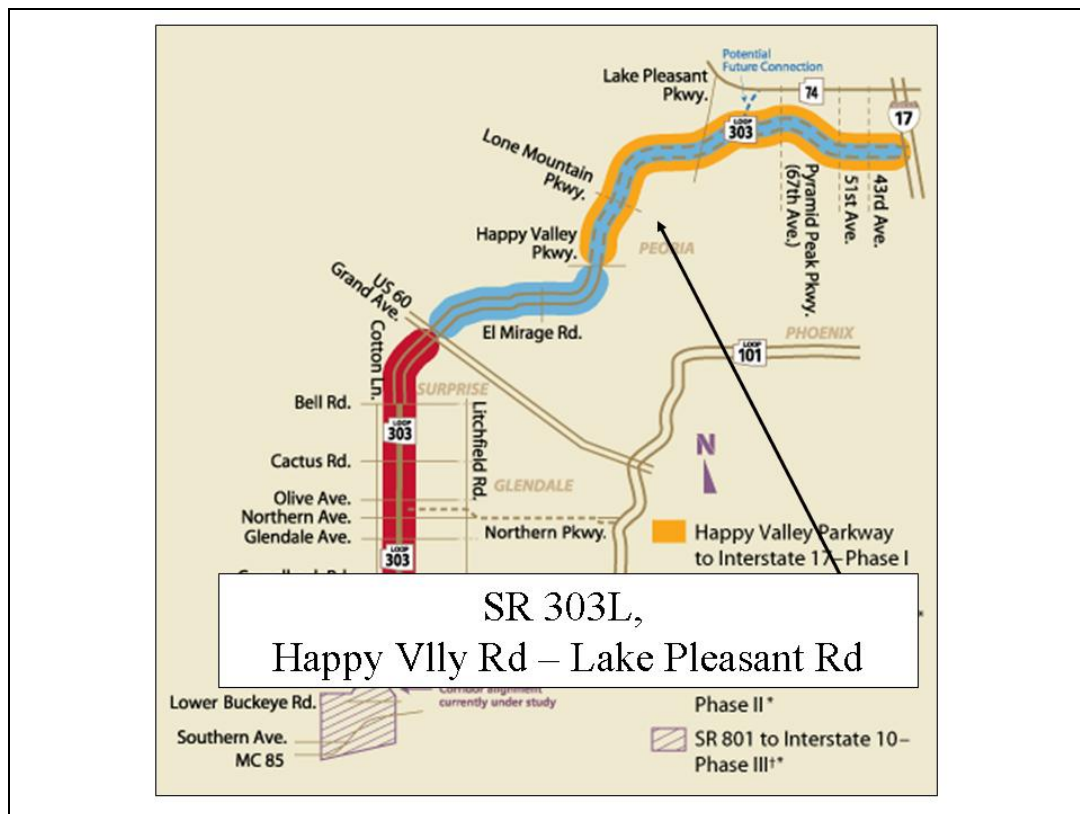 Potential
Future Connection
Lake Pleasant
Pkwy.
74
17
LOOP
303
Lone Mountain
Pkwy.
Pyramid Peak Pkwy.
(67th Ave.)
51st Ave.
43rd Ave.
Happy Valley
Pkwy.
PEORIA
US 60
Grand Ave.
El Mirage Rd.
PHOENIX
LOOP
101
Cotton Ln.
SURPRISE
Bell Rd.
Litchfield Rd.
LOOP
303
N
Cactus Rd.
GLENDALE
Olive Ave.
Northern Ave.
Northern Pkwy.
Glendale Ave.
Happy Valley Parkway
to Interstate 17–Phase I
LOOP
303
SR 303L,
Happy Vlly Rd – Lake Pleasant Rd
*
Corridor alignment
currently under study
Lower Buckeye Rd.
Phase II*
Southern Ave.
MC 85
SR 801 to Interstate 10–
Phase III†*